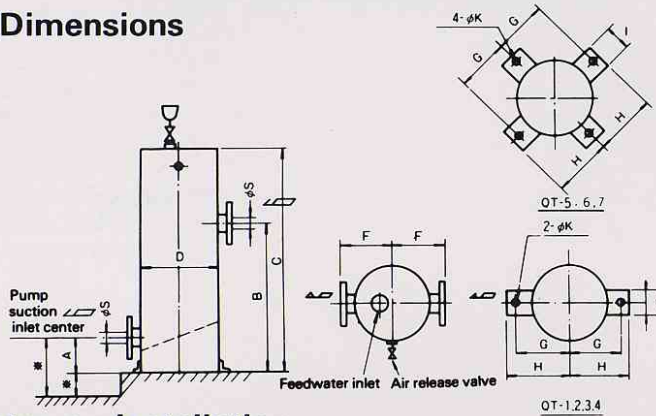 Dimensions
4-φK
G
I
G
H
H
QT-5.6,7
2-φK
φS
D
C
B
F
F
Pump
suction
inlet center
φS
A
※
※
Feedwater inlet
Air release valve
G
G
H
H
QT-1,2,3,4